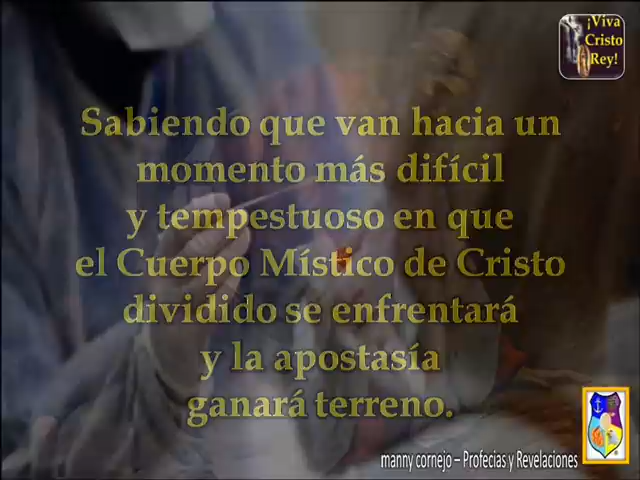 ¡Viva
Cristo
Rey!
Sabiendo que van hacia un
momento más difícil
y tempestuoso en que
el Cuerpo Místico de Cristo
dividido se enfrentará
y la apostasía
ganará terreno.
manny cornejo – Profecias y Revelaciones